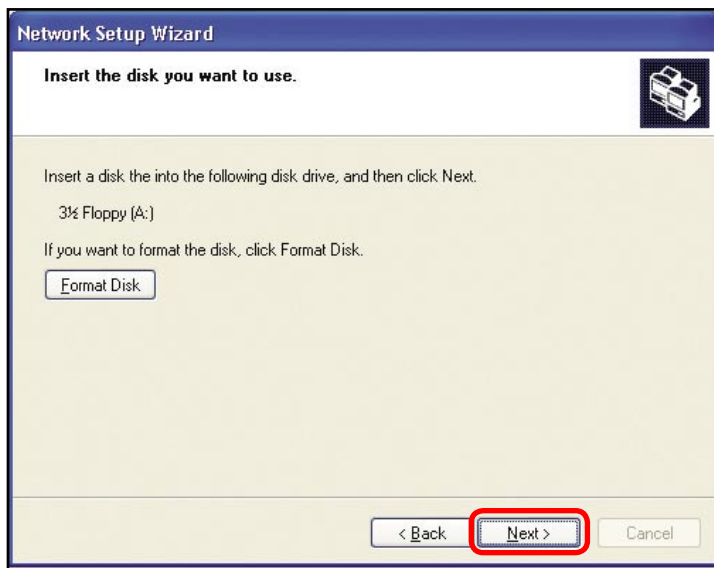 Network Setup Wizard
Insert the disk you want to use.
Insert a disk the into the following disk drive, and then click Next.
3½ Floppy (A:)
If you want to format the disk, click Format Disk.
Format Disk
< Back Next > Cancel